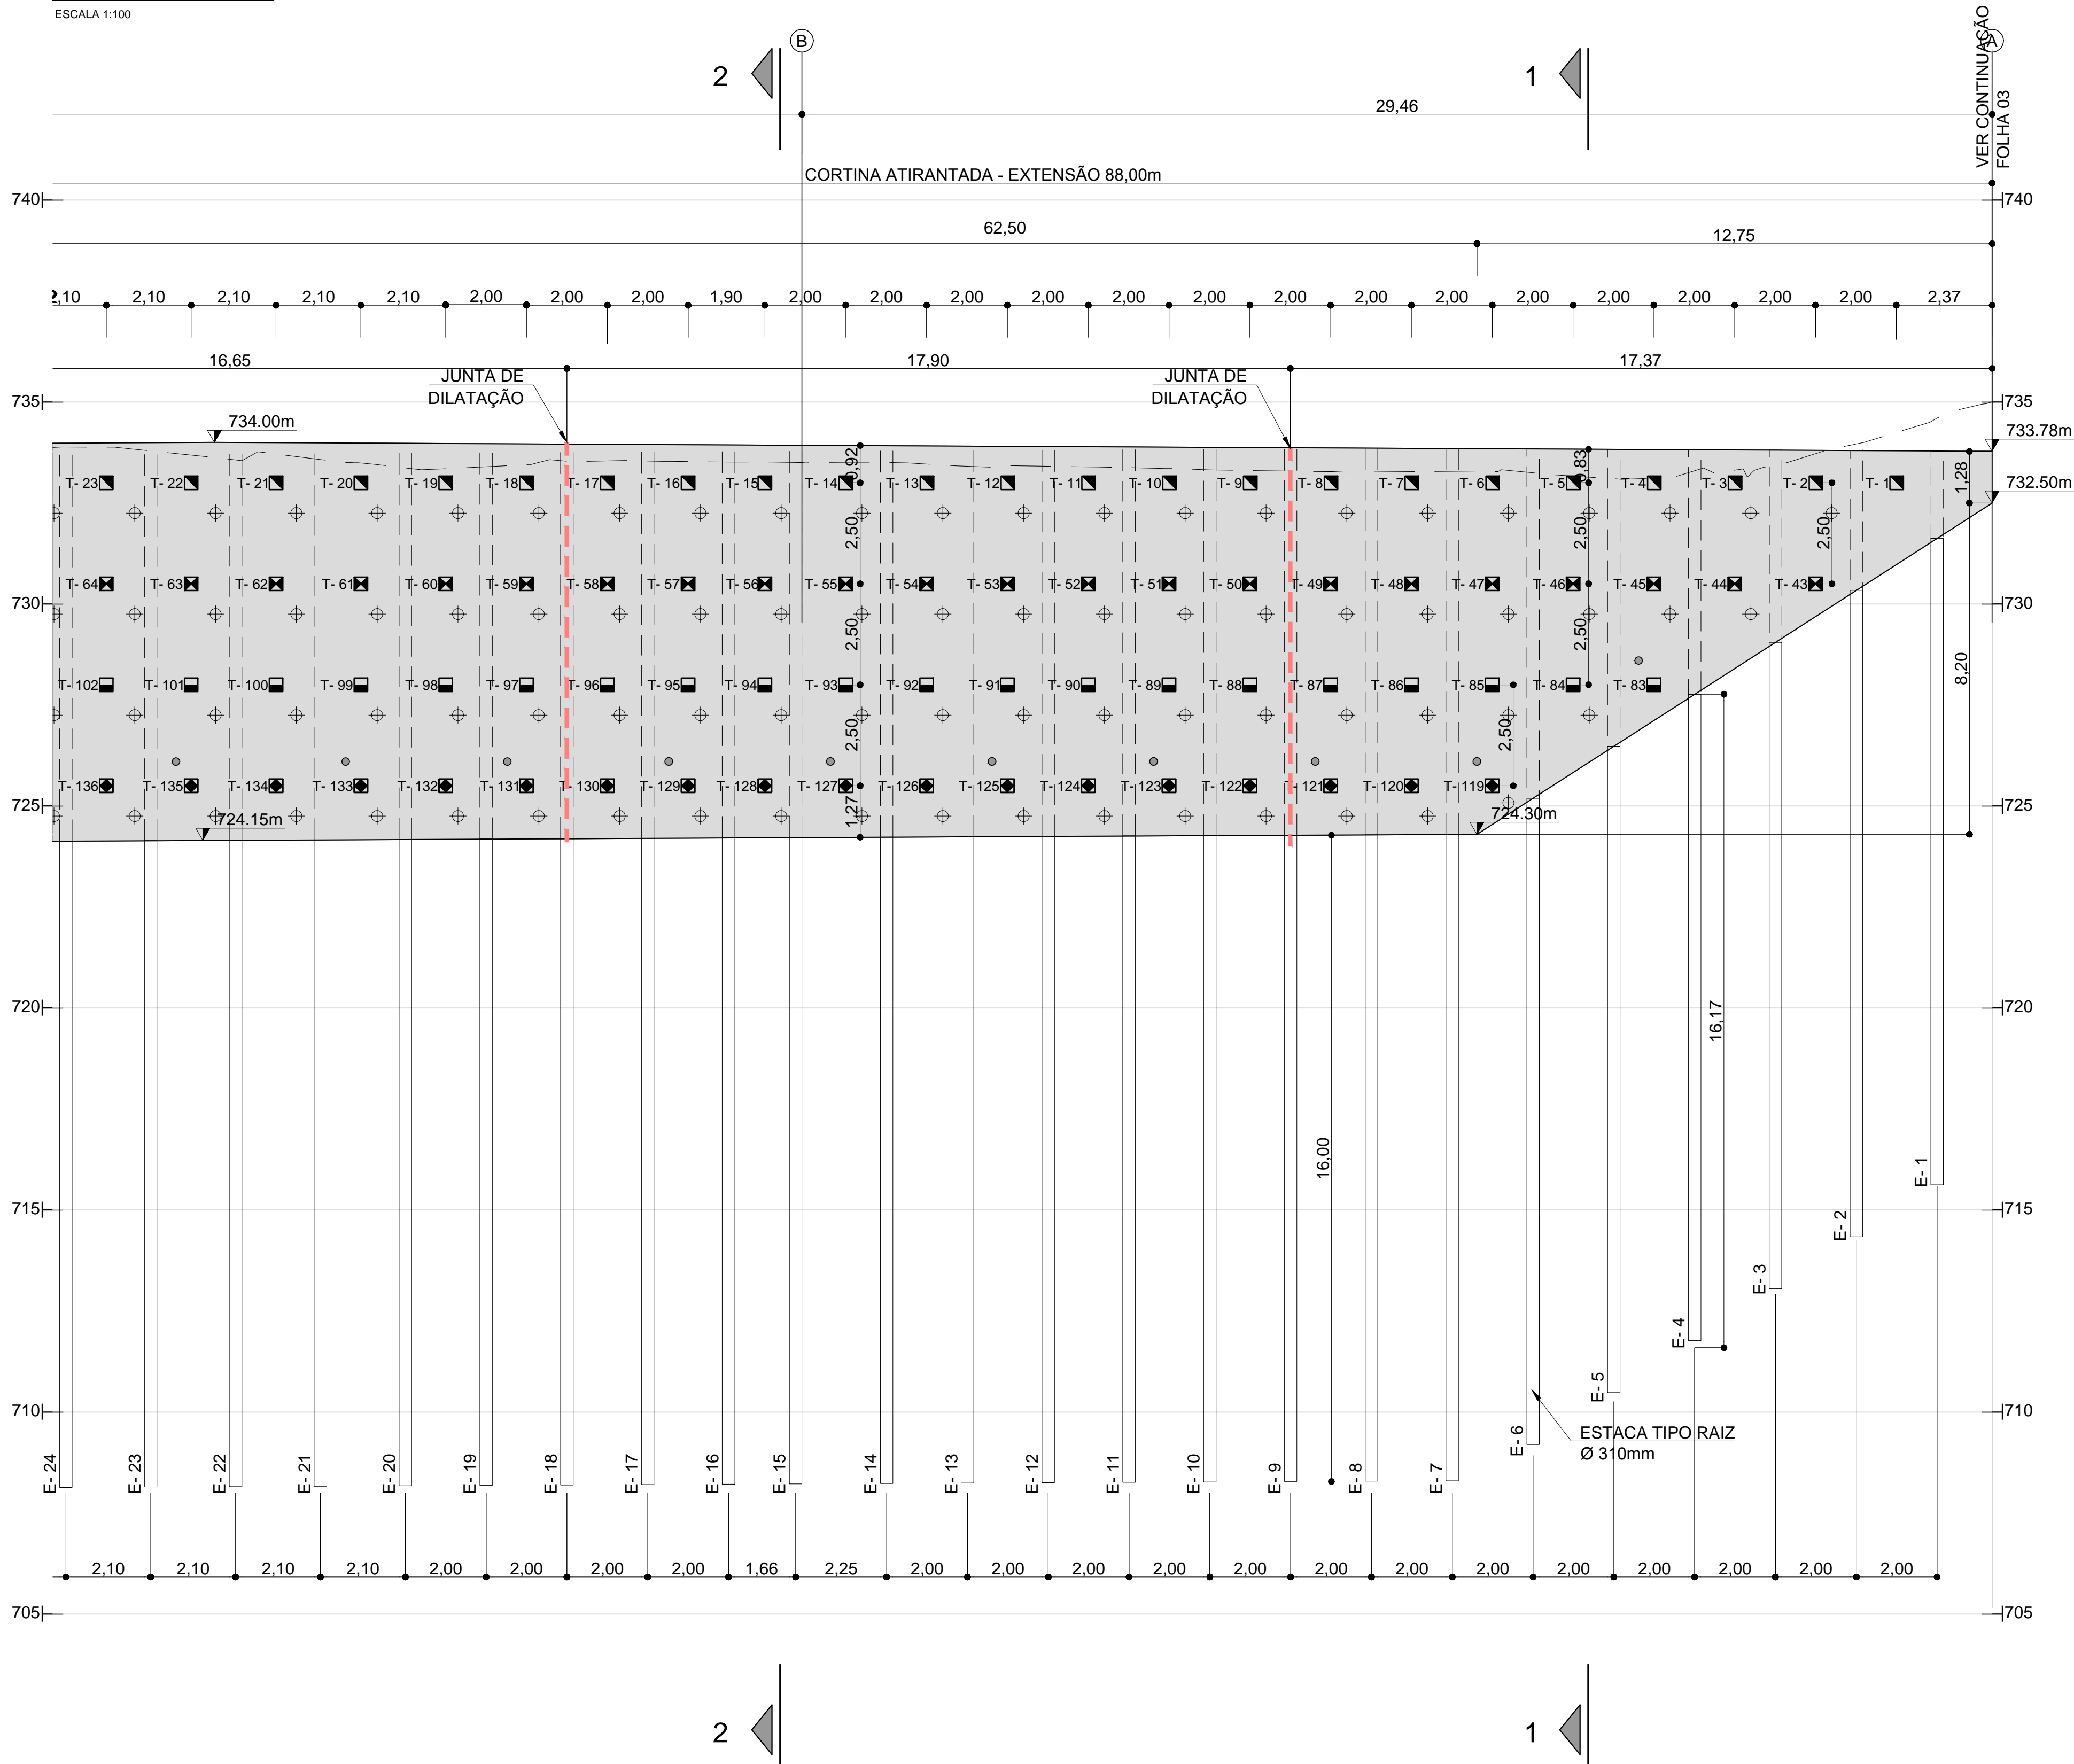 ESCALA 1:100
B
A
VER CONTINUAÇÃO
FOLHA 03
2
1
29,46
CORTINA ATIRANTADA - EXTENSÃO 88,00m
740
740
62,50
12,75
2,10 2,10 2,10 2,10 2,10 2,00 2,00 2,00 1,90 2,00 2,00 2,00 2,00 2,00 2,00 2,00 2,00 2,00 2,00 2,00 2,00 2,00 2,00 2,37
16,65
17,90
17,37
JUNTA DE
DILATAÇÃO
JUNTA DE
DILATAÇÃO
735
735
734.00m
733.78m
0,92
0,83
1,28
732.50m
T- 23 T- 22 T- 21 T- 20 T- 19 T- 18 T- 17 T- 16 T- 15 T- 14 T- 13 T- 12 T- 11 T- 10 T- 9 T- 8 T- 7 T- 6 T- 5 T- 4 T- 3 T- 2 T- 1
2,50
2,50
2,50
T- 64 T- 63 T- 62 T- 61 T- 60 T- 59 T- 58 T- 57 T- 56 T- 55 T- 54 T- 53 T- 52 T- 51 T- 50 T- 49 T- 48 T- 47 T- 46 T- 45 T- 44 T- 43
730
730
2,50
2,50
8,20
T- 102 T- 101 T- 100 T- 99 T- 98 T- 97 T- 96 T- 95 T- 94 T- 93 T- 92 T- 91 T- 90 T- 89 T- 88 T- 87 T- 86 T- 85 T- 84 T- 83
2,50
2,50
T- 136 T- 135 T- 134 T- 133 T- 132 T- 131 T- 130 T- 129 T- 128 T- 127 T- 126 T- 125 T- 124 T- 123 T- 122 T- 121 T- 120 T- 119
725
725
1,27
724.15m
724.30m
720
720
16,17
16,00
715
715
E- 1
E- 2
E- 3
E- 4
E- 5
710
710
E- 6
ESTACA TIPO RAIZ
Ø 310mm
E- 24 E- 23 E- 22 E- 21 E- 20 E- 19 E- 18 E- 17 E- 16 E- 15 E- 14 E- 13 E- 12 E- 11 E- 10 E- 9 E- 8 E- 7
2,10 2,10 2,10 2,10 2,00 2,00 2,00 2,00 1,66 2,25 2,00 2,00 2,00 2,00 2,00 2,00 2,00 2,00 2,00 2,00 2,00 2,00 2,00
705
705
2
1